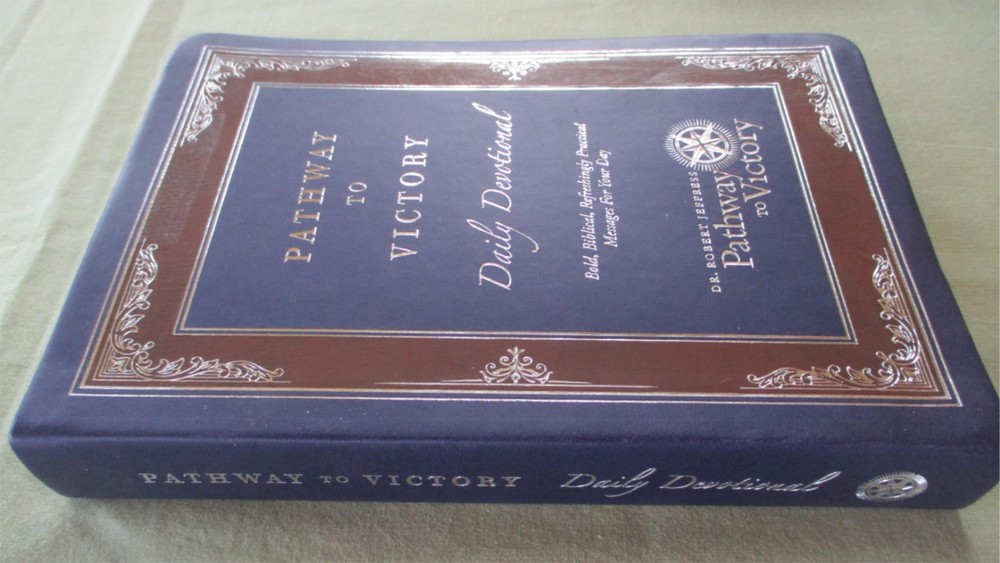 PATHWAY
TO
VICTORY
Daily Devotional
Bold, Biblical, Refreshingly Practical
Messages For Your Day
DR. ROBERT JEFFRESS
Pathway
TO Victory
PATHWAY TO VICTORY Daily Devotional